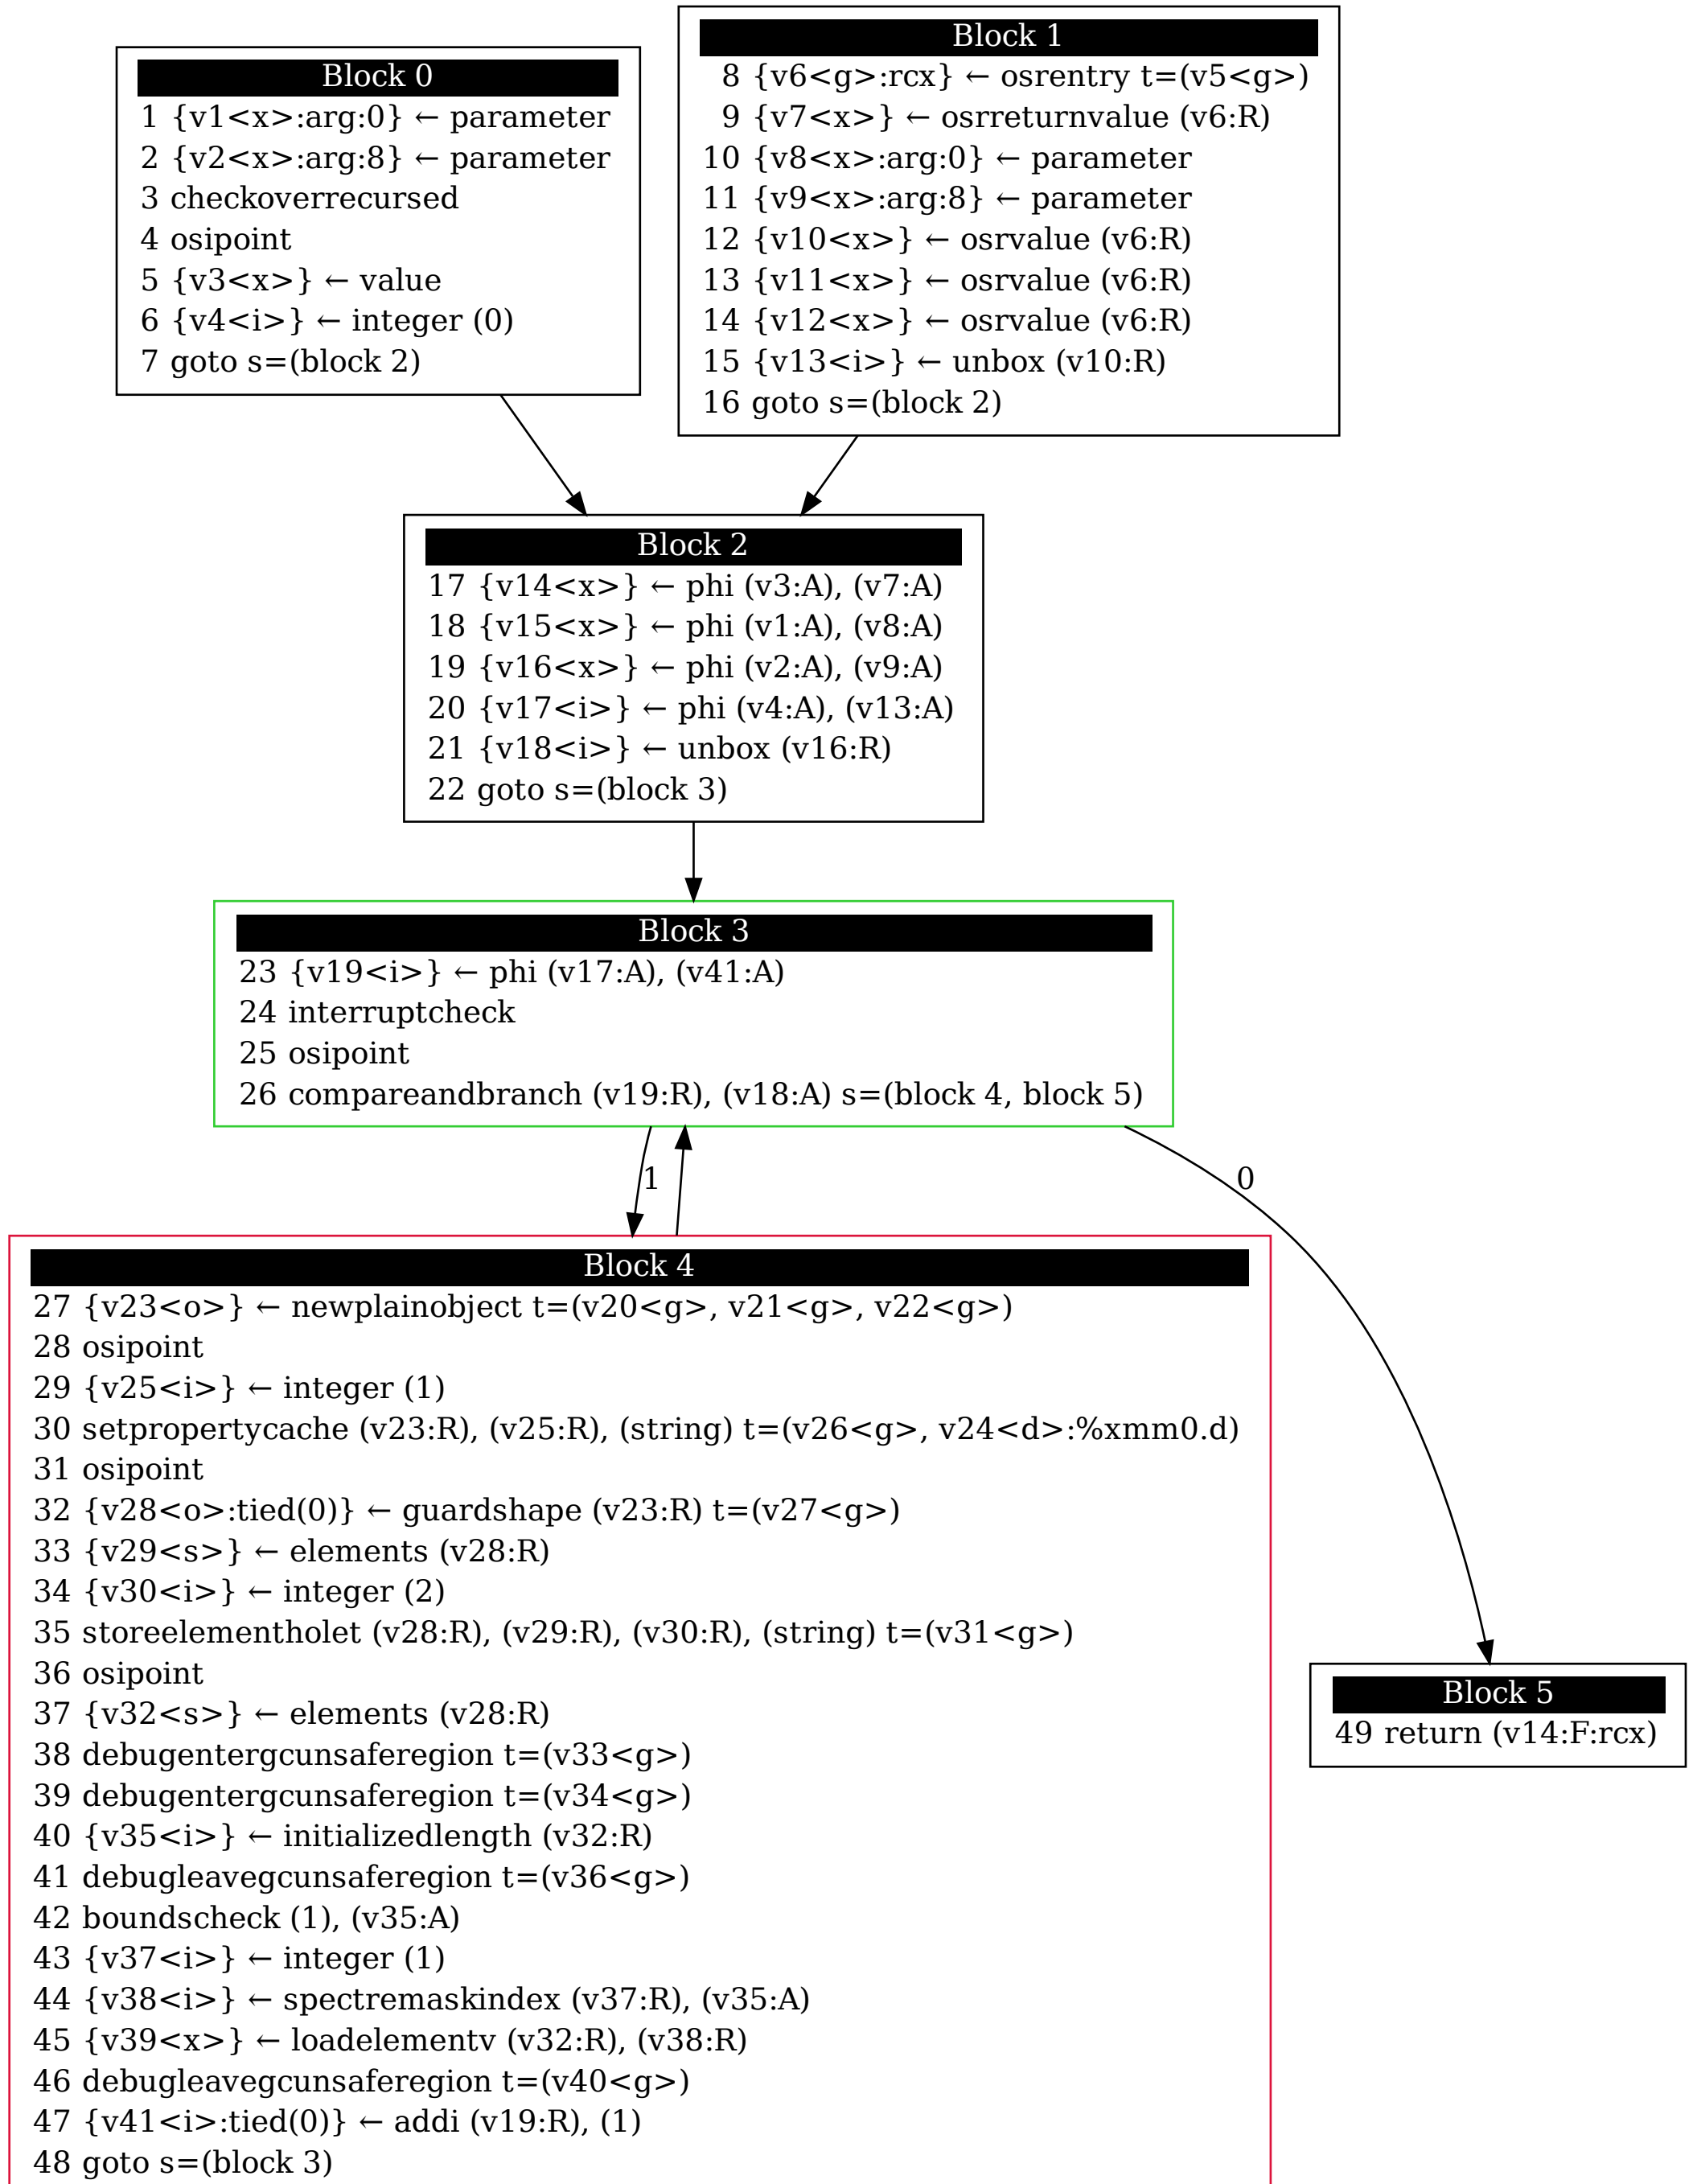 Block 0
1 {v1<x>:arg:0} ← parameter
2 {v2<x>:arg:8} ← parameter
3 checkoverrecursed
4 osipoint
5 {v3<x>} ← value
6 {v4<i>} ← integer (0)
7 goto s=(block 2)
Block 1
8 {v6<g>:rcx} ← osrentry t=(v5<g>)
9 {v7<x>} ← osrreturnvalue (v6:R)
10 {v8<x>:arg:0} ← parameter
11 {v9<x>:arg:8} ← parameter
12 {v10<x>} ← osrvalue (v6:R)
13 {v11<x>} ← osrvalue (v6:R)
14 {v12<x>} ← osrvalue (v6:R)
15 {v13<i>} ← unbox (v10:R)
16 goto s=(block 2)
Block 2
17 {v14<x>} ← phi (v3:A), (v7:A)
18 {v15<x>} ← phi (v1:A), (v8:A)
19 {v16<x>} ← phi (v2:A), (v9:A)
20 {v17<i>} ← phi (v4:A), (v13:A)
21 {v18<i>} ← unbox (v16:R)
22 goto s=(block 3)
Block 3
23 {v19<i>} ← phi (v17:A), (v41:A)
24 interruptcheck
25 osipoint
26 compareandbranch (v19:R), (v18:A) s=(block 4, block 5)
1
0
Block 4
27 {v23<o>} ← newplainobject t=(v20<g>, v21<g>, v22<g>)
28 osipoint
29 {v25<i>} ← integer (1)
30 setpropertycache (v23:R), (v25:R), (string) t=(v26<g>, v24<d>:%xmm0.d)
31 osipoint
32 {v28<o>:tied(0)} ← guardshape (v23:R) t=(v27<g>)
33 {v29<s>} ← elements (v28:R)
34 {v30<i>} ← integer (2)
35 storeelementholet (v28:R), (v29:R), (v30:R), (string) t=(v31<g>)
36 osipoint
37 {v32<s>} ← elements (v28:R)
38 debugentergcunsaferegion t=(v33<g>)
39 debugentergcunsaferegion t=(v34<g>)
40 {v35<i>} ← initializedlength (v32:R)
41 debugleavegcunsaferegion t=(v36<g>)
42 boundscheck (1), (v35:A)
43 {v37<i>} ← integer (1)
44 {v38<i>} ← spectremaskindex (v37:R), (v35:A)
45 {v39<x>} ← loadelementv (v32:R), (v38:R)
46 debugleavegcunsaferegion t=(v40<g>)
47 {v41<i>:tied(0)} ← addi (v19:R), (1)
48 goto s=(block 3)
Block 5
49 return (v14:F:rcx)